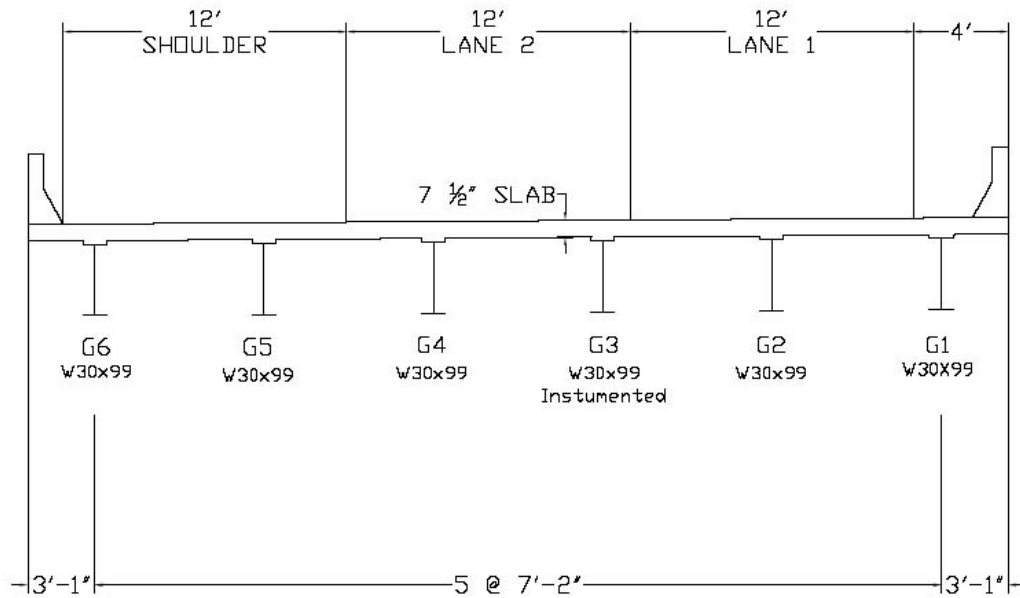 12'
SHOULDER
12'
LANE 2
12'
LANE 1
4'
7 ½" SLAB
G6
W30x99
G5
W30x99
G4
W30x99
G3
W30x99
Instumented
G2
W30x99
G1
W30X99
3'-1"
5 @ 7'-2"
3'-1"